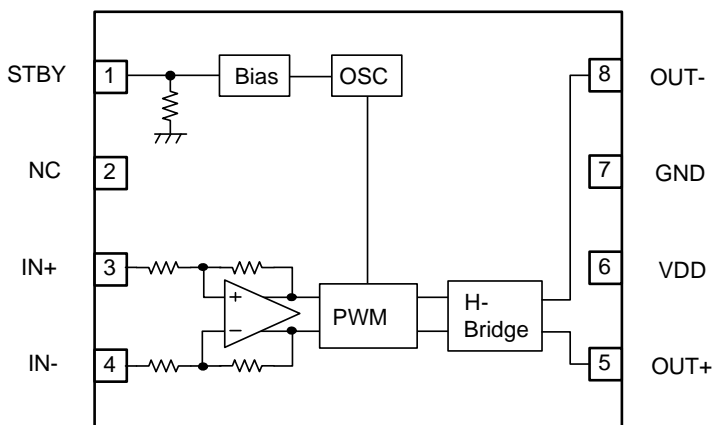 STBY 1 Bias OSC 8 OUT-
NC 2 7 GND
IN+ 3 6 VDD
+ PWM H-
− Bridge
IN- 4 5 OUT+